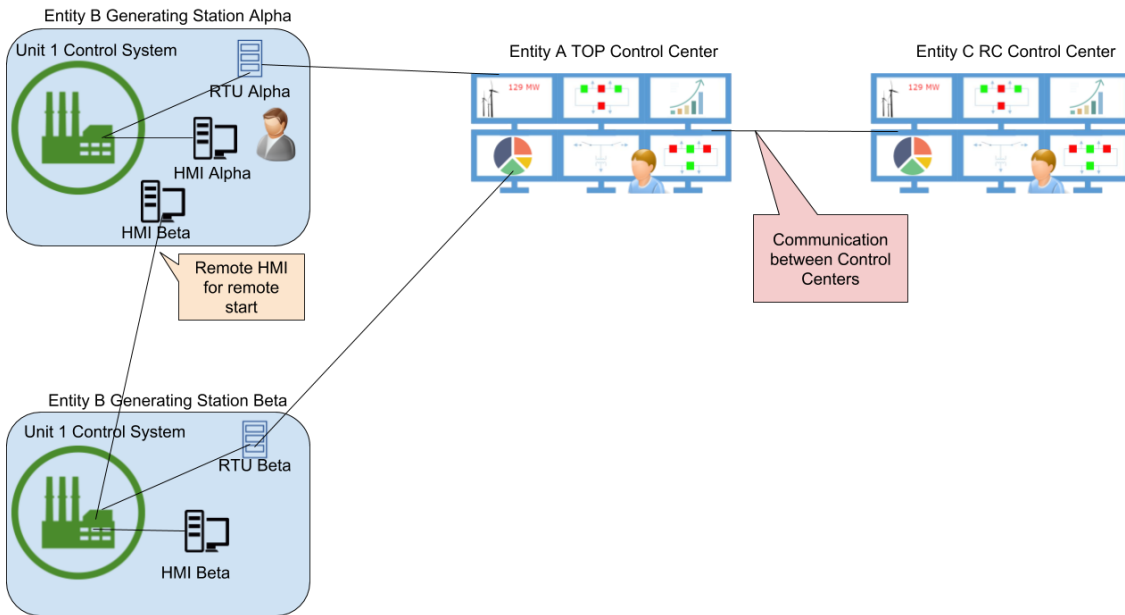 Entity B Generating Station Alpha
Unit 1 Control System
RTU Alpha
HMI Alpha
HMI Beta
Remote HMI
for remote
start
Entity A TOP Control Center
129 MW
Entity C RC Control Center
129 MW
Communication
between Control
Centers
Entity B Generating Station Beta
Unit 1 Control System
RTU Beta
HMI Beta